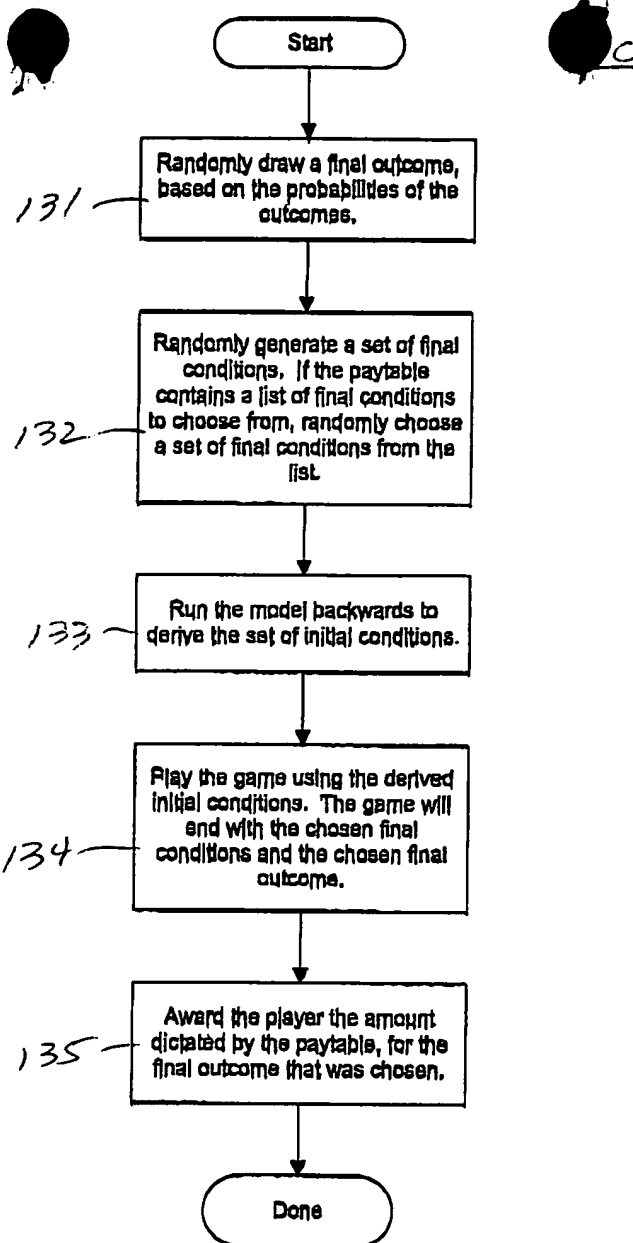 Start
Randomly draw a final outcome,
based on the probabilities of the
outcomes.
131
Randomly generate a set of final
conditions. If the paytable
contains a list of final conditions
to choose from, randomly choose
a set of final conditions from the
list.
132
Run the model backwards to
derive the set of initial conditions.
133
Play the game using the derived
initial conditions. The game will
end with the chosen final
conditions and the chosen final
outcome.
134
Award the player the amount
dictated by the paytable, for the
final outcome that was chosen.
135
Done